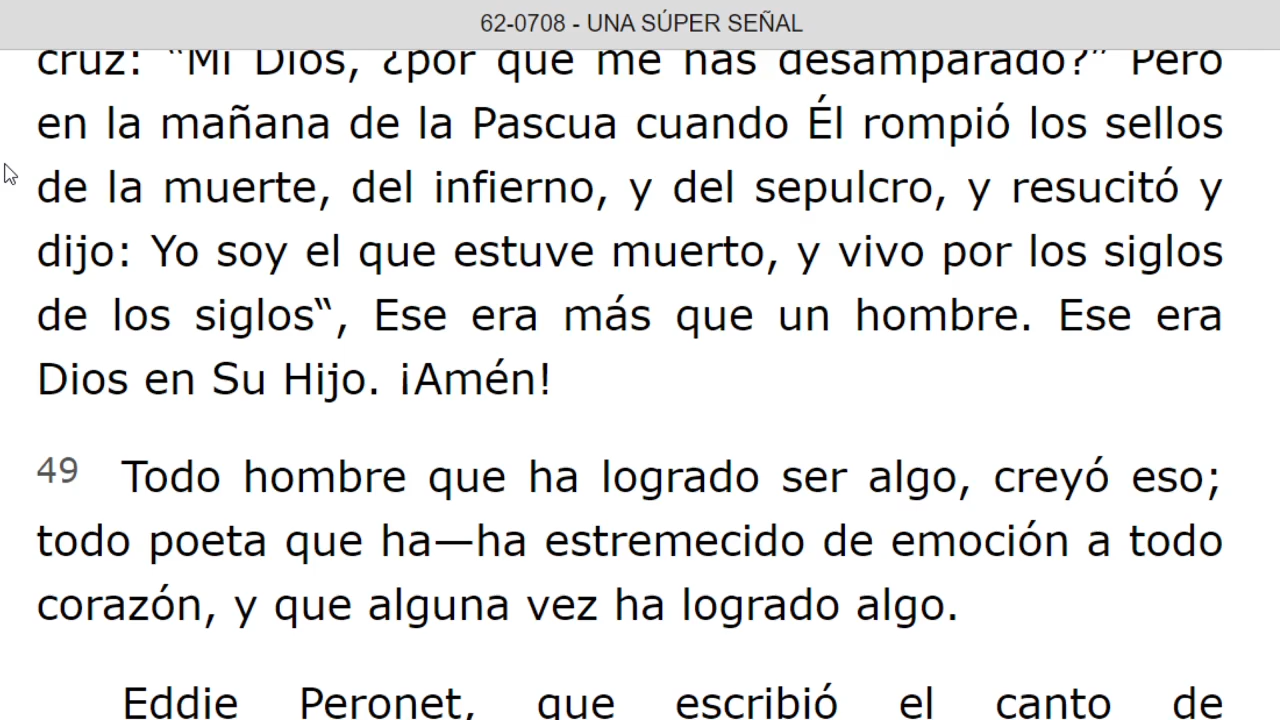 62-0708 - UNA SÚPER SEÑAL
cruz: “Mi Dios, ¿por qué me has desamparado?” Pero
en la mañana de la Pascua cuando Él rompió los sellos
de la muerte, del infierno, y del sepulcro, y resucitó y
dijo: Yo soy el que estuve muerto, y vivo por los siglos
de los siglos“, Ese era más que un hombre. Ese era
Dios en Su Hijo. ¡Amén!
49 Todo hombre que ha logrado ser algo, creyó eso;
todo poeta que ha—ha estremecido de emoción a todo
corazón, y que alguna vez ha logrado algo.
Eddie Peronet, que escribió el canto de